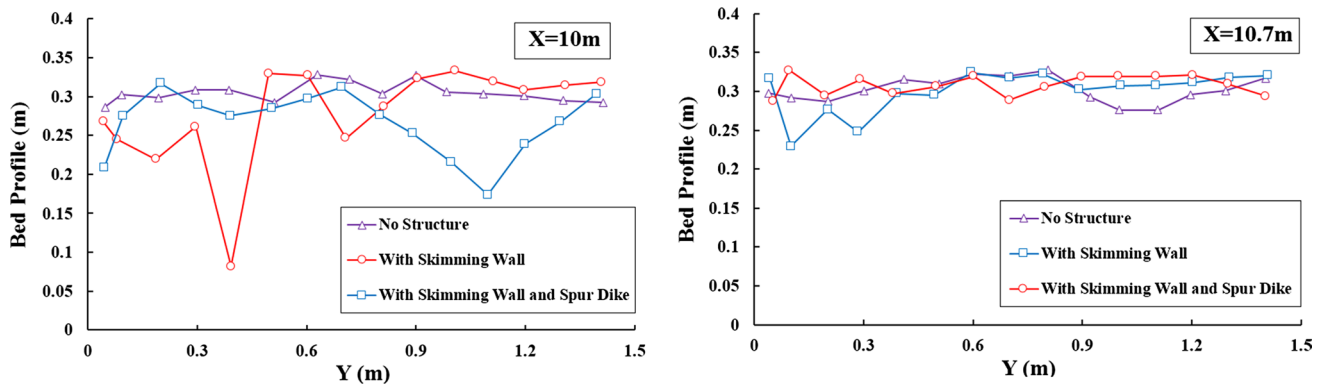 X=10m
Bed Profile (m)
0.4
0.35
0.3
0.25
0.2
0.15
0.1
0.05
0
No Structure
With Skimming Wall
With Skimming Wall and Spur Dike
0
0.3
0.6
0.9
1.2
1.5
Y (m)
X=10.7m
Bed Profile (m)
0.4
0.35
0.3
0.25
0.2
0.15
0.1
0.05
0
No Structure
With Skimming Wall
With Skimming Wall and Spur Dike
0
0.3
0.6
0.9
1.2
1.5
Y (m)